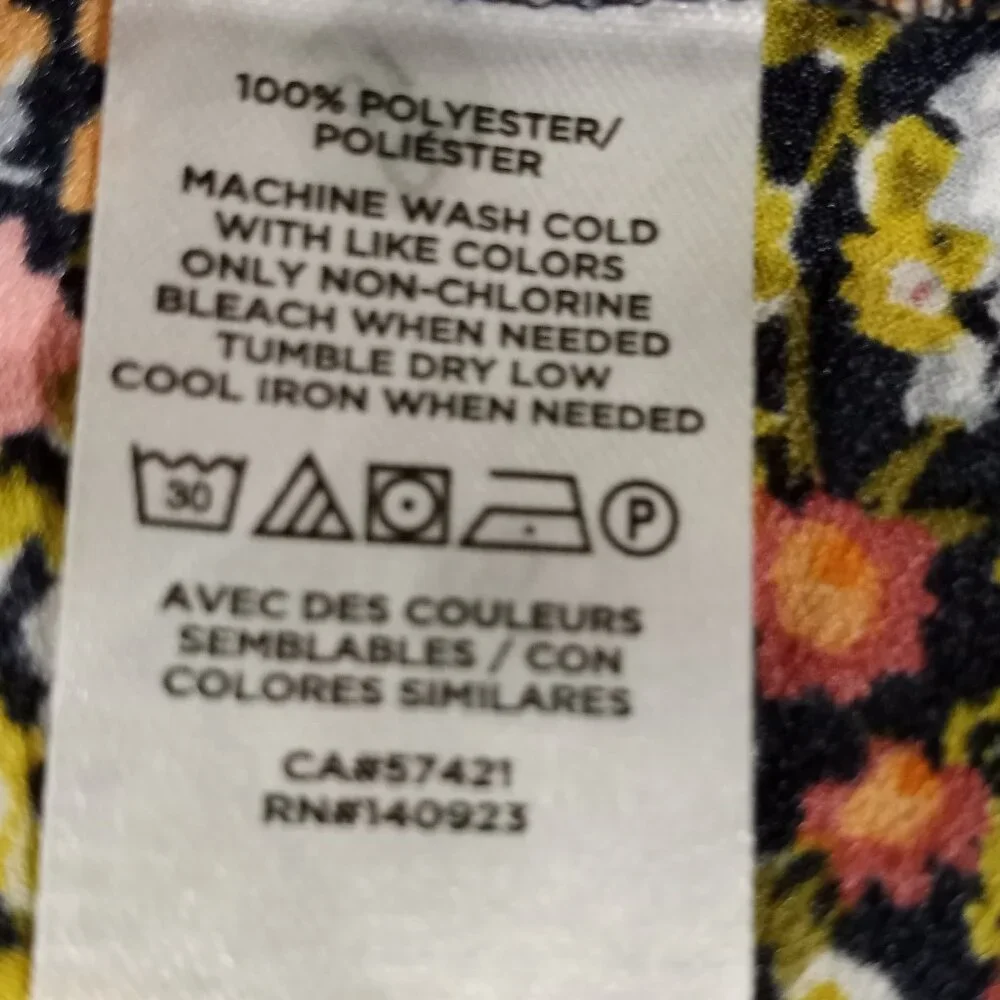 100% POLYESTER/
POLIÉSTER
MACHINE WASH COLD
WITH LIKE COLORS
ONLY NON-CHLORINE
BLEACH WHEN NEEDED
TUMBLE DRY LOW
COOL IRON WHEN NEEDED
30 P
AVEC DES COULEURS
SEMBLABLES / CON
COLORES SIMILARES
CA#57421
RN#140923